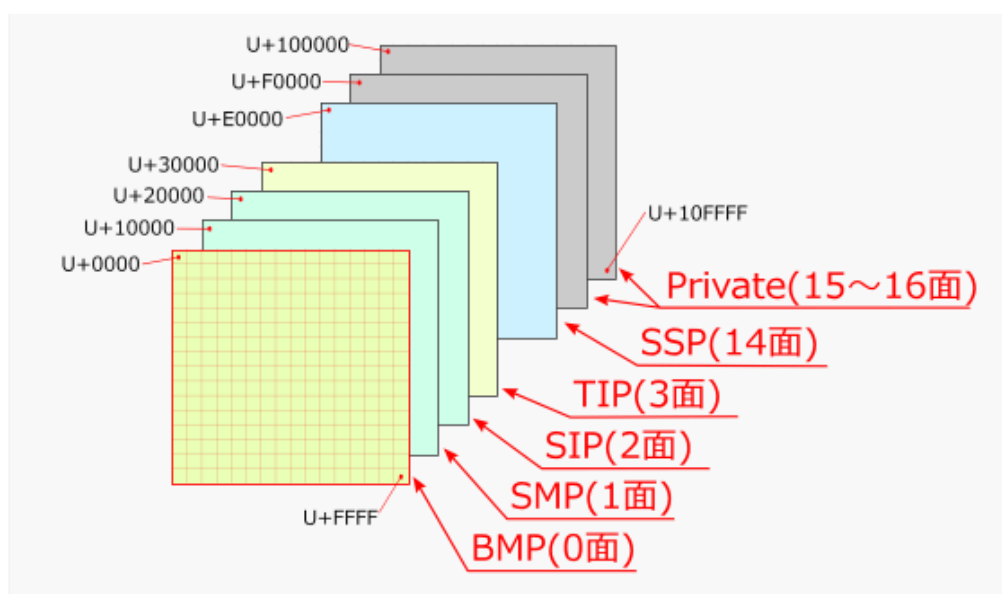 U+100000
U+F0000
U+E0000
U+30000
U+20000
U+10000
U+0000
U+10FFFF
Private(15～16面)
SSP(14面)
TIP(3面)
SIP(2面)
SMP(1面)
U+FFFF
BMP(0面)